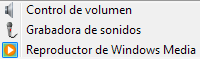 Control de volumen
Grabadora de sonidos
Reproductor de Windows Media